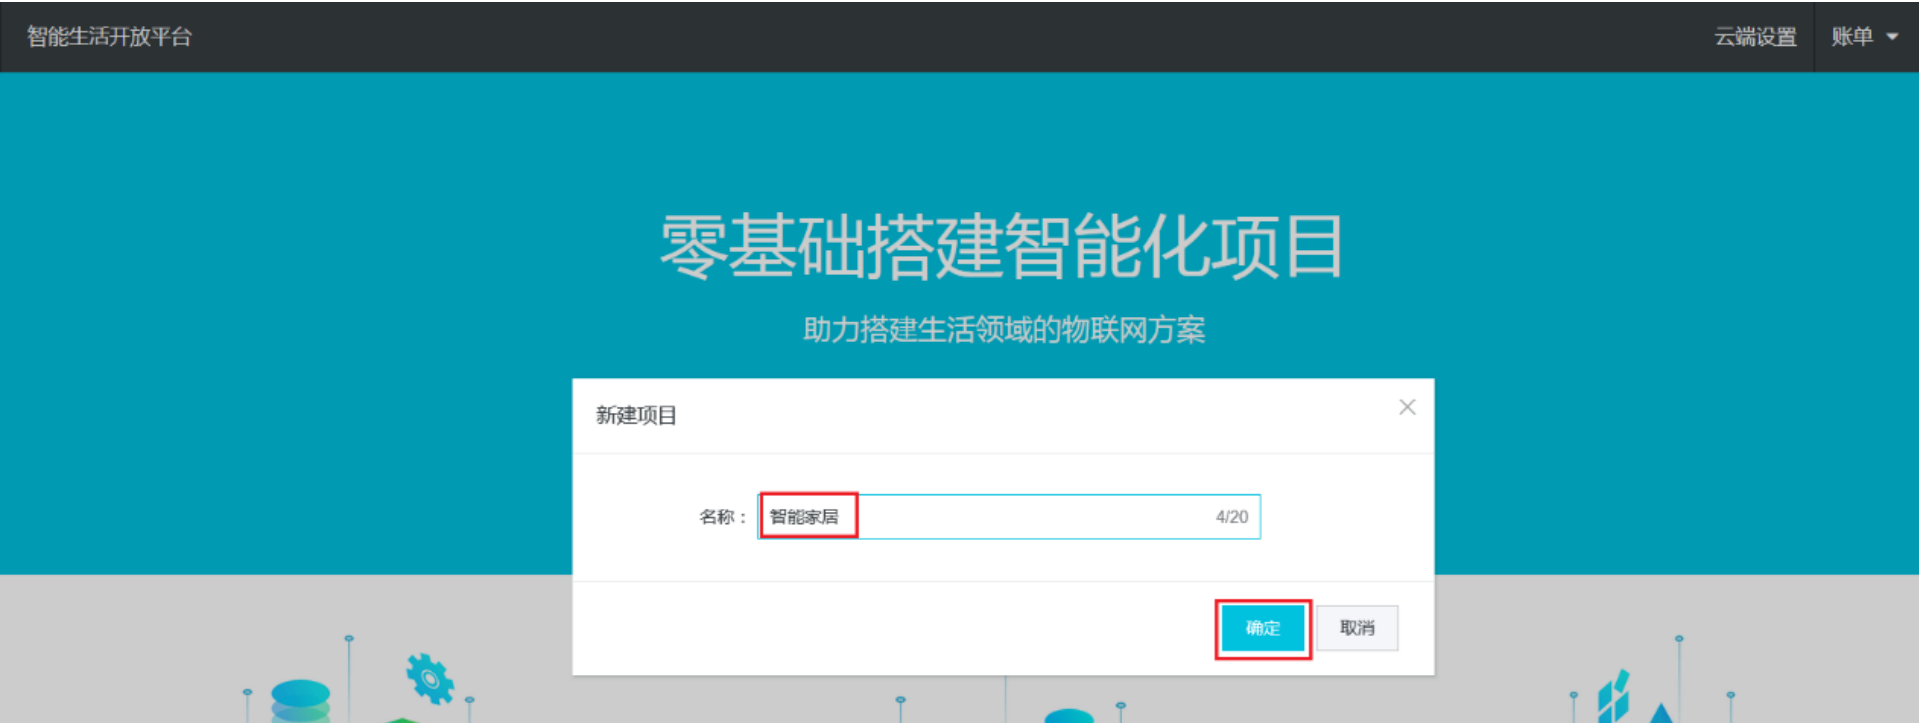 智能生活开放平台
云端设置
账单
零基础搭建智能化项目
助力搭建生活领域的物联网方案
新建项目
名称： 智能家居 4/20
确定 取消